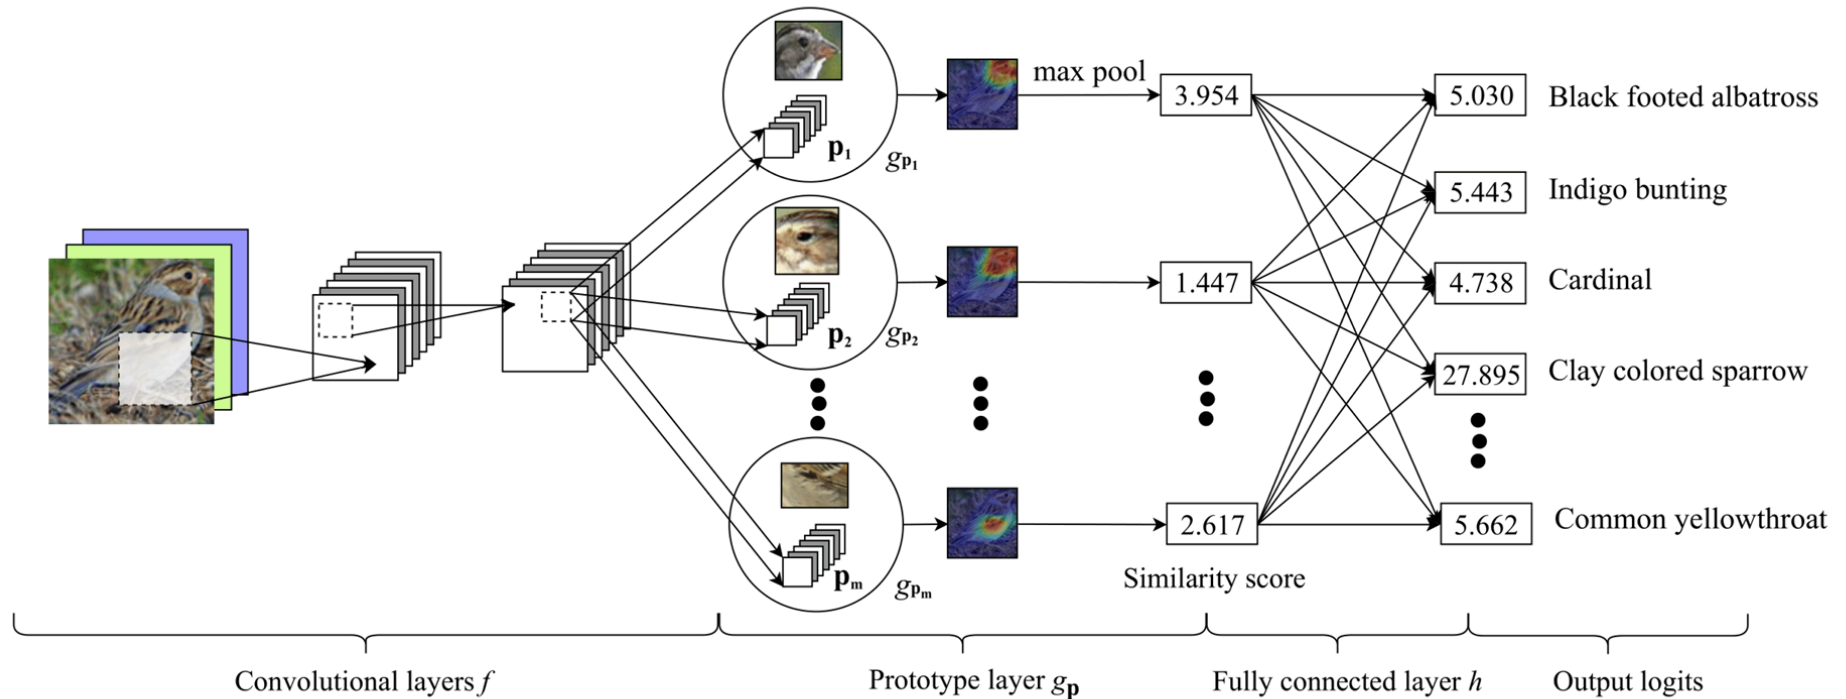 max pool
3.954
5.030
Black footed albatross
p1
gp1
5.443
Indigo bunting
1.447
4.738
Cardinal
p2
gp2
27.895
Clay colored sparrow
2.617
5.662
Common yellowthroat
pm
gpm
Similarity score
Convolutional layers f
Prototype layer gp
Fully connected layer h
Output logits